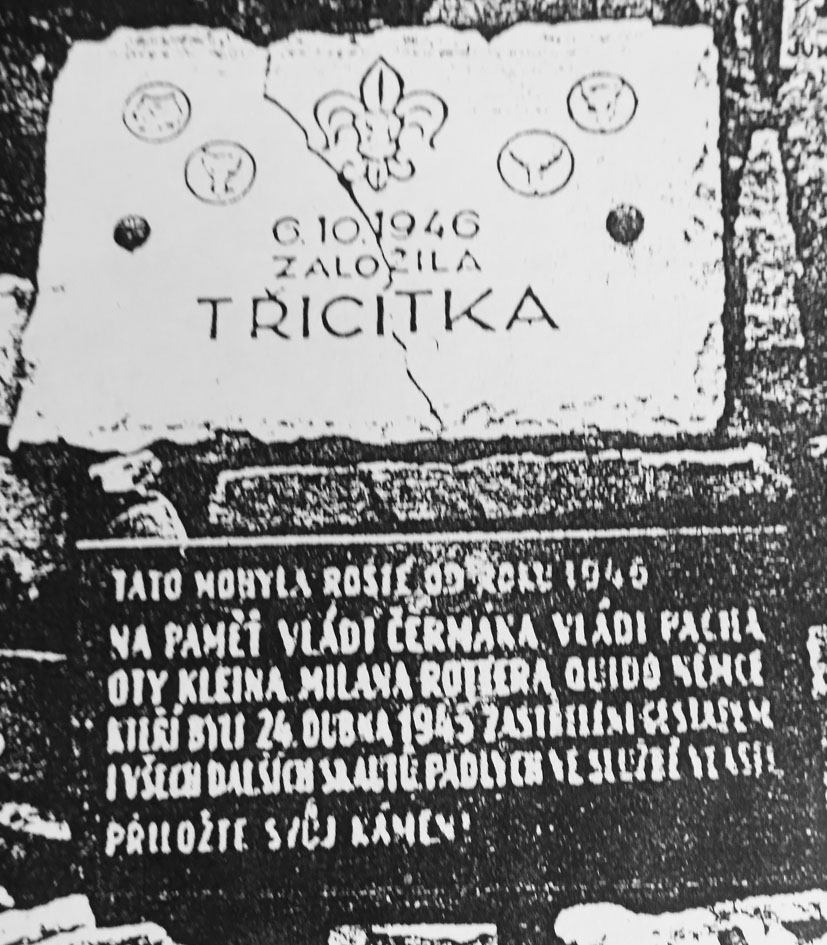 6.10.1946
ZALOŽILA
TŘICITKA
TATO MOHYLA ROSTE OD ROKU 1946
NA PAMĚŤ VLÁDI ČERMÁKA, VLÁDI PACHA
OTY KLEINA, MILANA ROTTERA, QUIDO NĚMCE
KTEŘÍ BYLI 24. DUBNA 1945 ZASTŘELENI GESTAPEM
I VŠECH DALŠÍCH SKAUTŮ PADLÝCH VE SLUŽBĚ VLASTI
PŘILOŽTE SVŮJ KÁMEN!